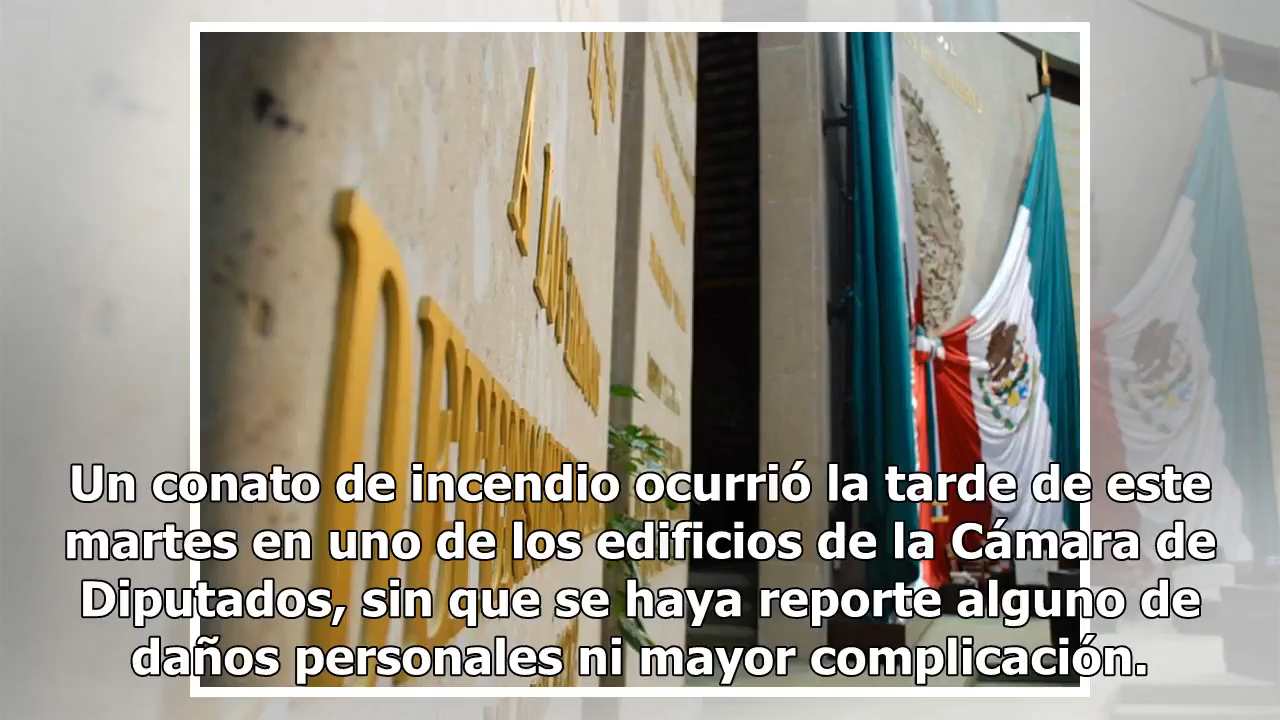 A LOS
Un conato de incendio ocurrió la tarde de este
martes en uno de los edificios de la Cámara de
Diputados, sin que se haya reporte alguno de
daños personales ni mayor complicación.